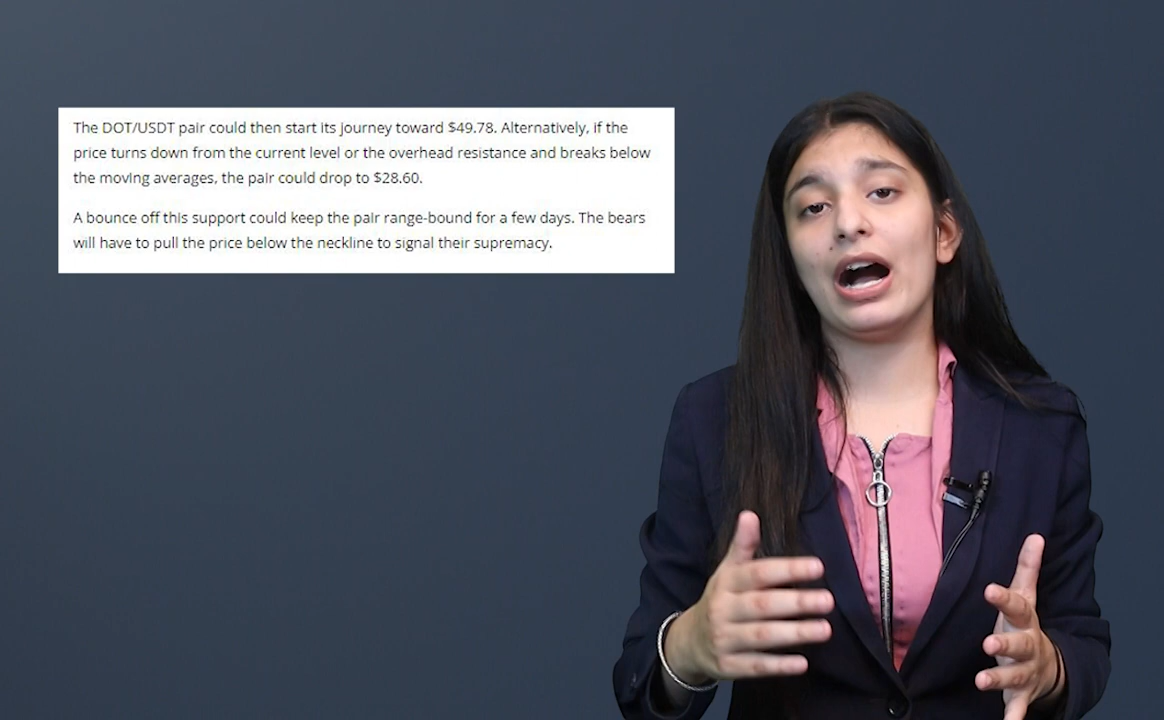 The DOT/USDT pair could then start its journey toward $49.78. Alternatively, if the
price turns down from the current level or the overhead resistance and breaks below
the moving averages, the pair could drop to $28.60.
A bounce off this support could keep the pair range-bound for a few days. The bears
will have to pull the price below the neckline to signal their supremacy.